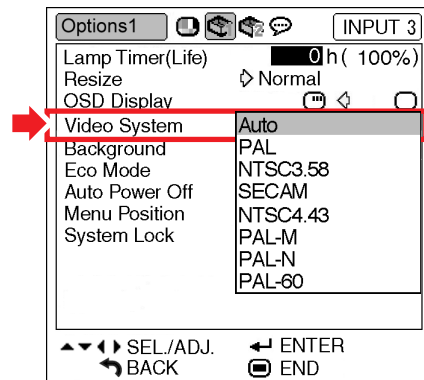 Options1 INPUT 3
Lamp Timer(Life) 0 h( 100%)
Resize Normal
OSD Display
Video System Auto
Background PAL
Eco Mode NTSC3.58
Auto Power Off SECAM
Menu Position NTSC4.43
System Lock PAL-M
PAL-N
PAL-60
SEL./ADJ. ENTER
BACK END